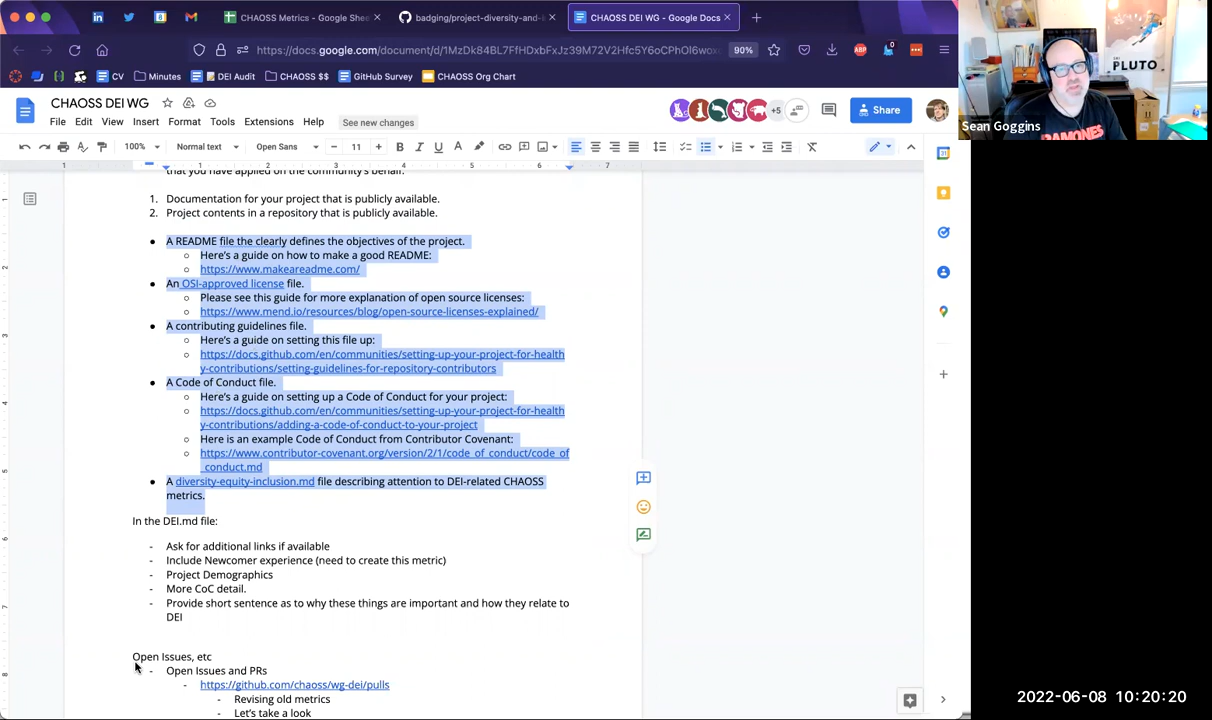 CHAOSS Metrics - Google Shee
badging/project-diversity-and-i
CHAOSS DEI WG - Google Docs
https://docs.google.com/document/d/1MzDk84BL7FfHDxbFxJz39M72V2Hfc5Y6oCPhOl6wox
90%
CV
Minutes
DEI Audit
CHAOSS $$
GitHub Survey
CHAOSS Org Chart
CHAOSS DEI WG
File Edit View Insert Format Tools Extensions Help See new changes
+5
Share
100% Normal text Open Sans 11
that you have applied on the community's behalf.
1. Documentation for your project that is publicly available.
2. Project contents in a repository that is publicly available.
● A README file the clearly defines the objectives of the project.
○ Here's a guide on how to make a good README:
○ https://www.makeareadme.com/
● An OSI-approved license file.
○ Please see this guide for more explanation of open source licenses:
○ https://www.mend.io/resources/blog/open-source-licenses-explained/
● A contributing guidelines file.
○ Here's a guide on setting this file up:
○ https://docs.github.com/en/communities/setting-up-your-project-for-health
y-contributions/setting-guidelines-for-repository-contributors
● A Code of Conduct file.
○ Here's a guide on setting up a Code of Conduct for your project:
○ https://docs.github.com/en/communities/setting-up-your-project-for-health
y-contributions/adding-a-code-of-conduct-to-your-project
○ Here is an example Code of Conduct from Contributor Covenant:
○ https://www.contributor-covenant.org/version/2/1/code_of_conduct/code_of
_conduct.md
● A diversity-equity-inclusion.md file describing attention to DEI-related CHAOSS
metrics.
In the DEI.md file:
- Ask for additional links if available
- Include Newcomer experience (need to create this metric)
- Project Demographics
- More CoC detail.
- Provide short sentence as to why these things are important and how they relate to
DEI
Open Issues, etc
- Open Issues and PRs
- https://github.com/chaoss/wg-dei/pulls
- Revising old metrics
- Let's take a look
PLUTO
RAMONES
Sean Goggins
2022-06-08 10:20:20